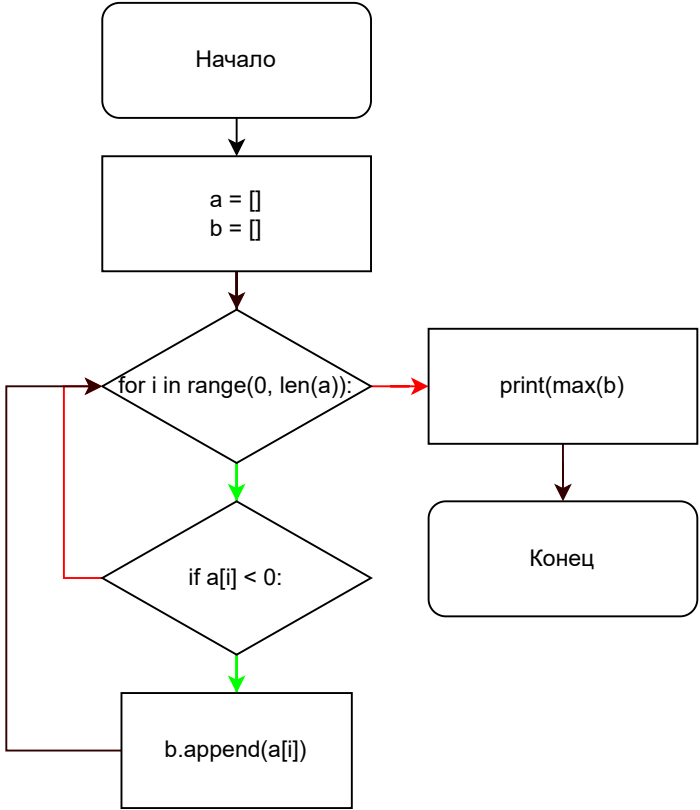 Начало
a = []
b = []
for i in range(0, len(a)):
print(max(b)
if a[i] < 0:
Конец
b.append(a[i])